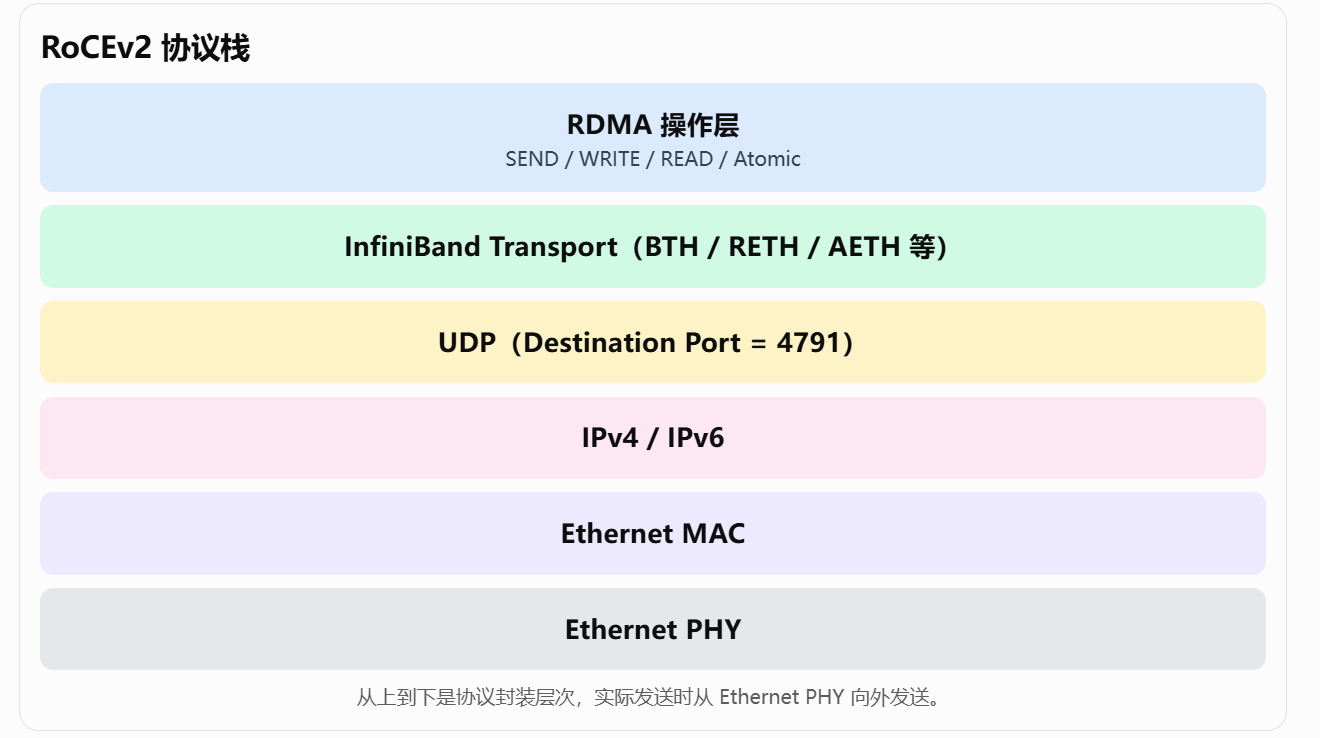 RoCEv2 协议栈
RDMA 操作层
SEND / WRITE / READ / Atomic
InfiniBand Transport（BTH / RETH / AETH 等）
UDP（Destination Port = 4791）
IPv4 / IPv6
Ethernet MAC
Ethernet PHY
从上到下是协议封装层次，实际发送时从 Ethernet PHY 向外发送。